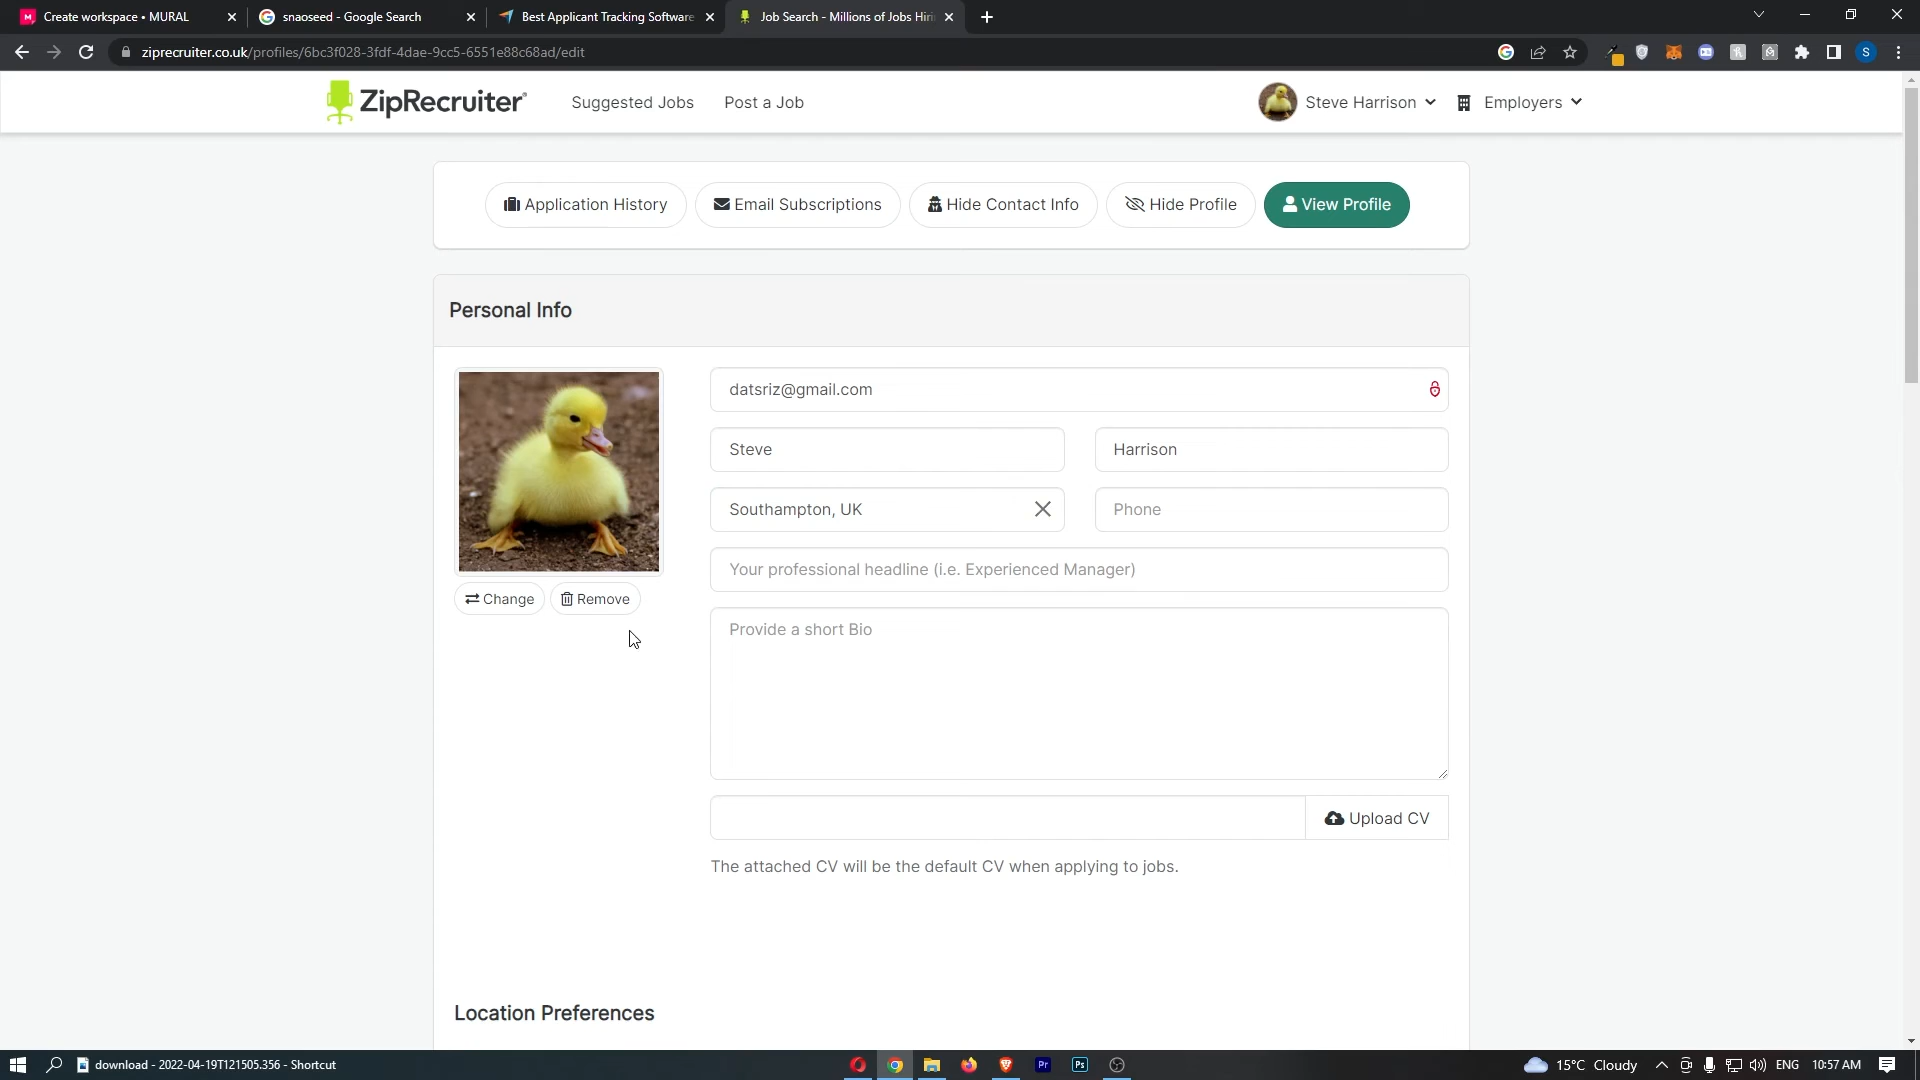 Create workspace • MURAL
snaoseed - Google Search
Best Applicant Tracking Software
Job Search - Millions of Jobs Hiri
ziprecruiter.co.uk/profiles/6bc3f028-3fdf-4dae-9cc5-6551e88c68ad/edit
S
ZipRecruiter
Suggested Jobs
Post a Job
Steve Harrison
Employers
Application History
Email Subscriptions
Hide Contact Info
Hide Profile
View Profile
Personal Info
datsriz@gmail.com
Steve
Harrison
Southampton, UK
Phone
Your professional headline (i.e. Experienced Manager)
Change
Remove
Provide a short Bio
Upload CV
The attached CV will be the default CV when applying to jobs.
Location Preferences
download - 2022-04-19T121505.356 - Shortcut
Pr
Ps
15°C Cloudy
ENG
10:57 AM